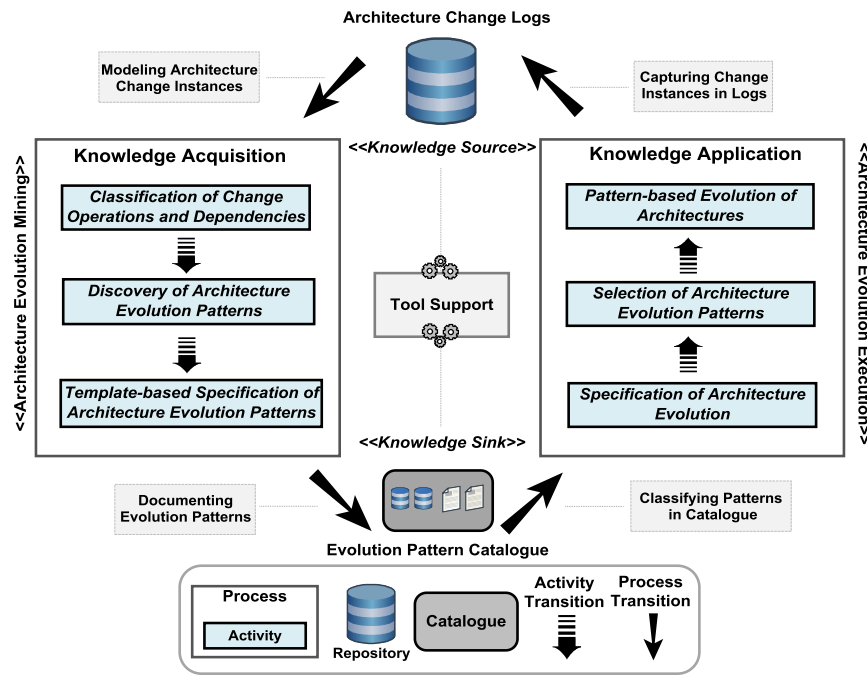 Architecture Change Logs
Modeling Architecture
Change Instances
Capturing Change
Instances in Logs
<<Knowledge Source>>
<<Architecture Evolution Mining>>
Knowledge Acquisition
Classification of Change
Operations and Dependencies
Discovery of Architecture
Evolution Patterns
Template-based Specification of
Architecture Evolution Patterns
Tool Support
Knowledge Application
Pattern-based Evolution of
Architectures
Selection of Architecture
Evolution Patterns
Specification of Architecture
Evolution
<<Architecture Evolution Execution>>
<<Knowledge Sink>>
Documenting
Evolution Patterns
Classifying Patterns
in Catalogue
Evolution Pattern Catalogue
Process
Activity
Repository
Catalogue
Activity
Transition
Process
Transition